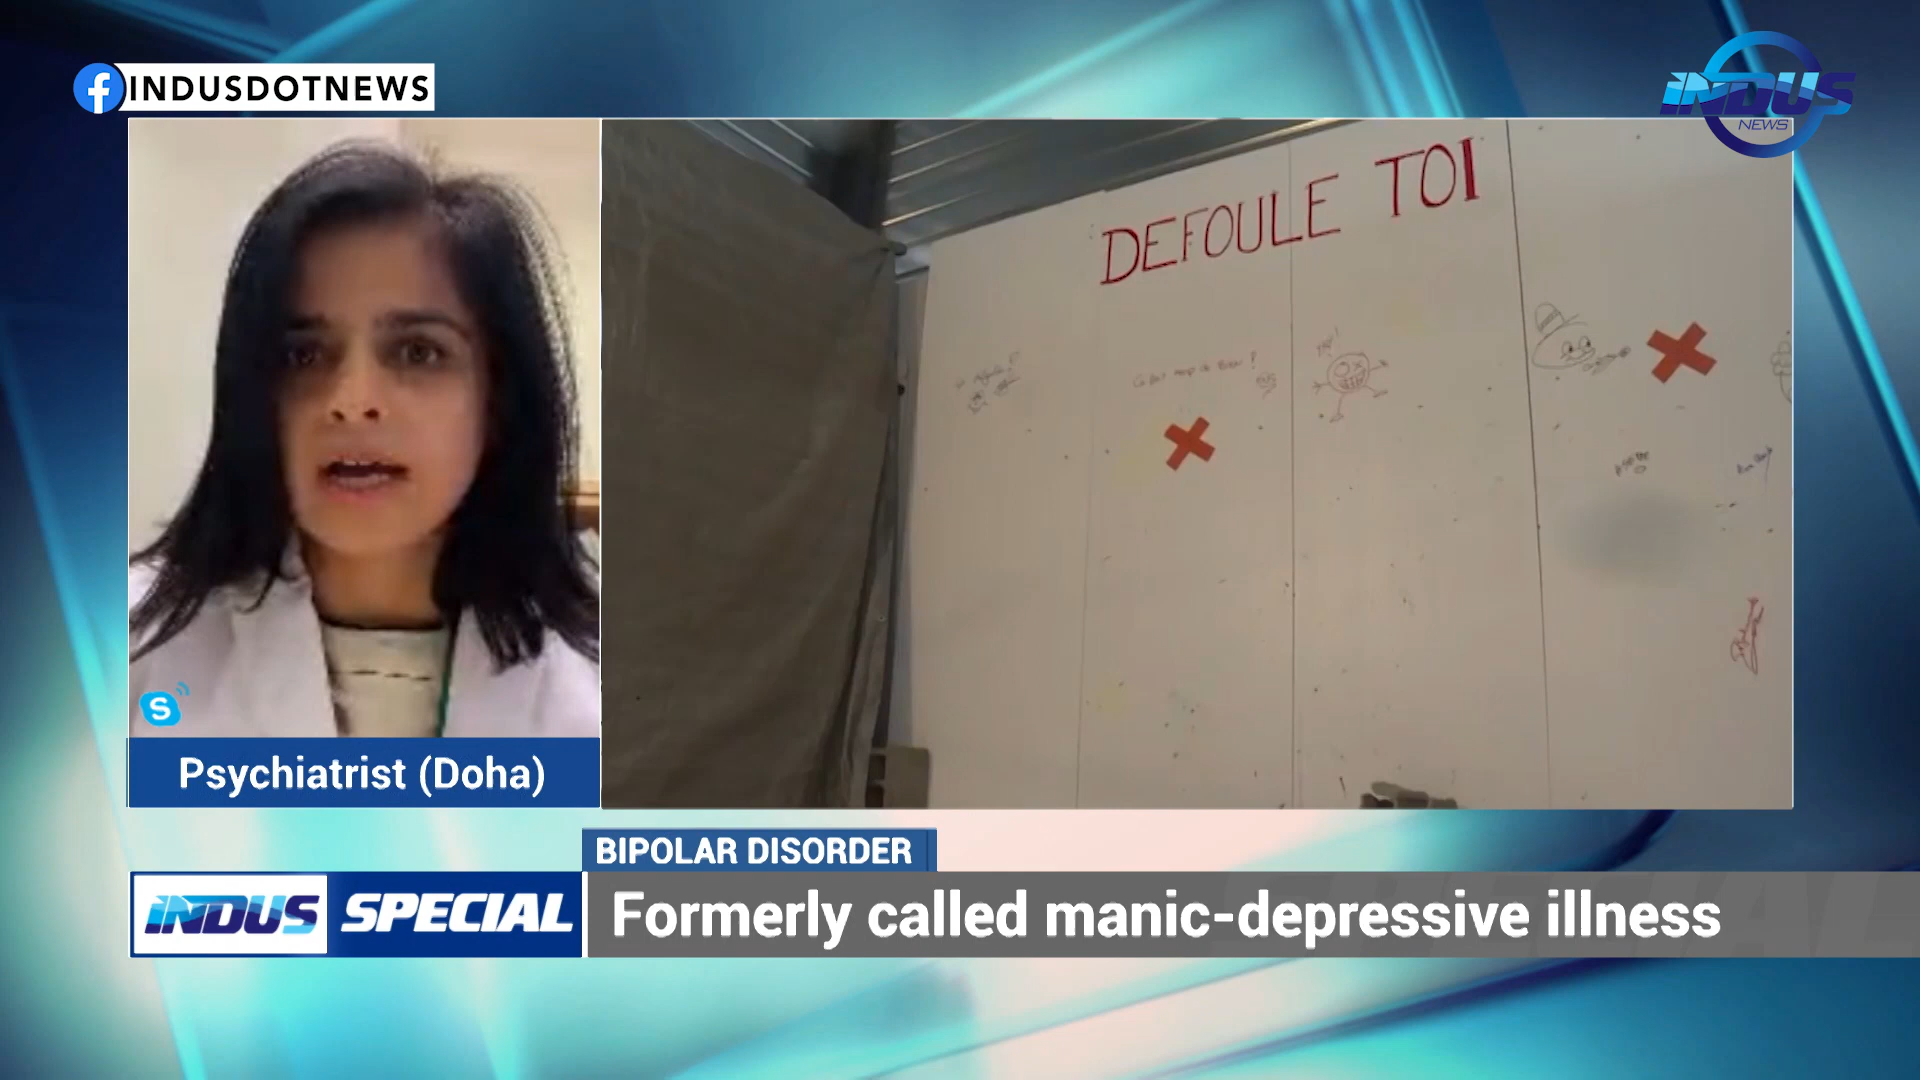 INDUSDOTNEWS
INDUS
NEWS
DEFOULE TOI
Psychiatrist (Doha)
BIPOLAR DISORDER
INDUS SPECIAL
Formerly called manic-depressive illness